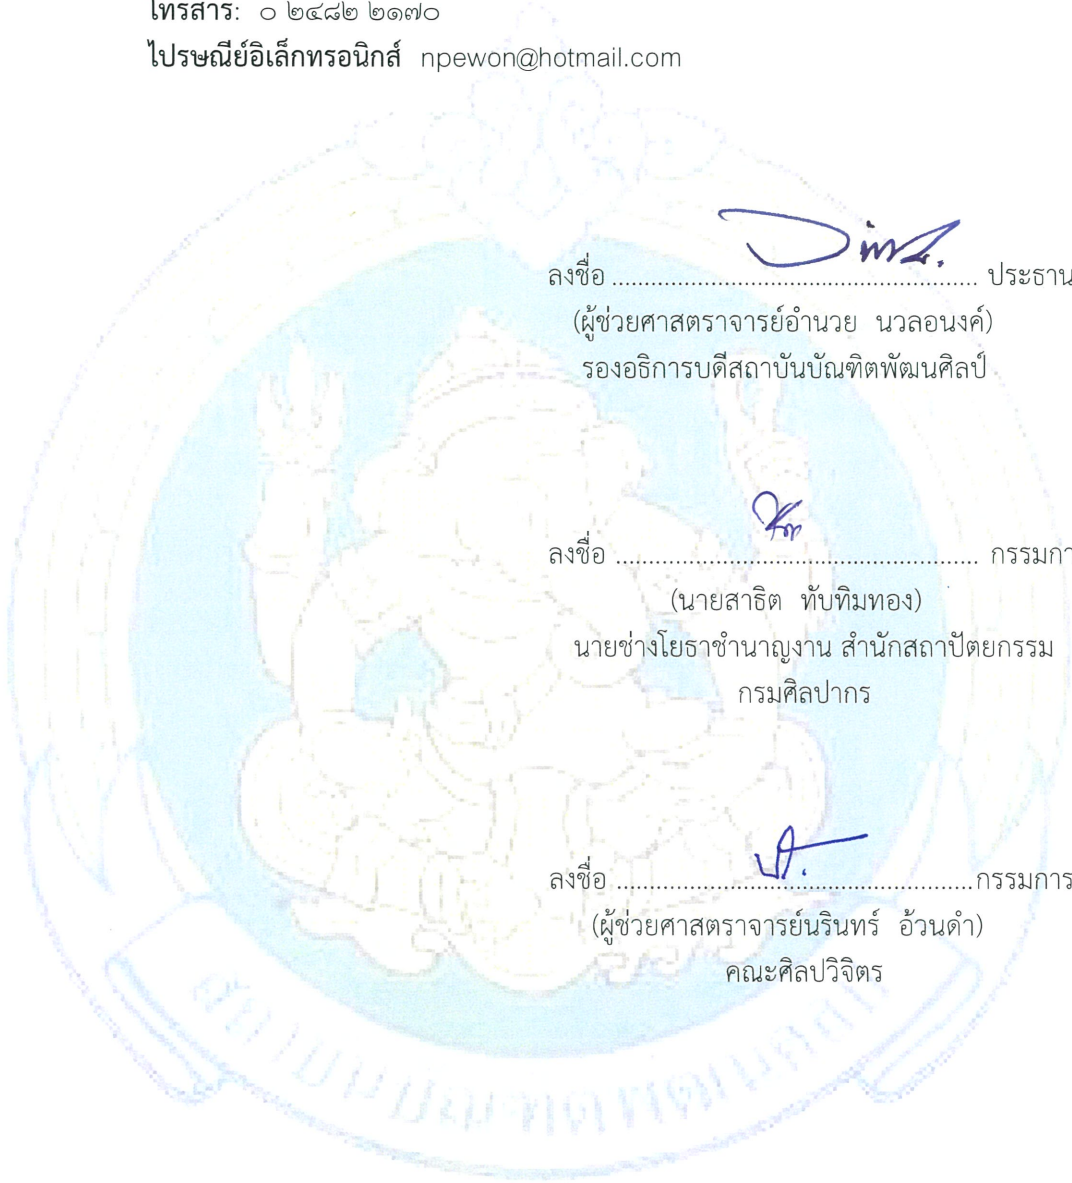 โทรสาร: ๐ ๒๔๘๒ ๒๑๗๐
ไปรษณีย์อิเล็กทรอนิกส์ npewon@hotmail.com
ลงชื่อ ........................................................ ประธาน
(ผู้ช่วยศาสตราจารย์อำนวย นวลอนงค์)
รองอธิการบดีสถาบันบัณฑิตพัฒนศิลป์
ลงชื่อ ........................................................ กรรมการ
(นายสาธิต ทับทิมทอง)
นายช่างโยธาชำนาญงาน สำนักสถาปัตยกรรม
กรมศิลปากร
ลงชื่อ ........................................................กรรมการ
(ผู้ช่วยศาสตราจารย์นรินทร์ อ้วนดำ)
คณะศิลปวิจิตร